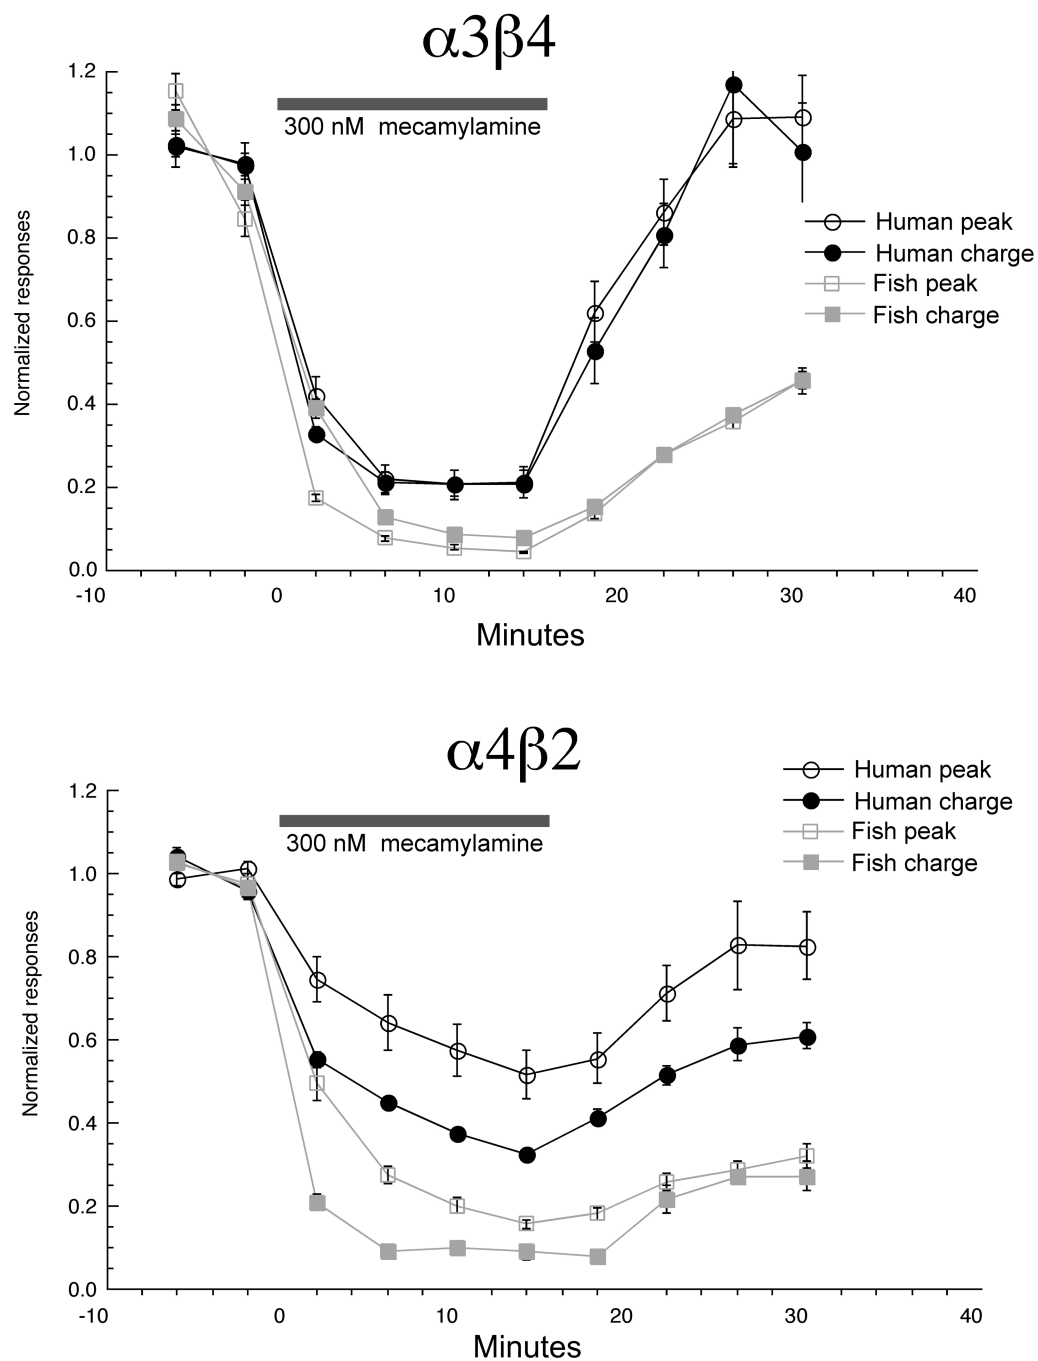 α3β4
1.2
300 nM mecamylamine
1.0
0.8
0.6
0.4
0.2
0.0
Normalized responses
Human peak
Human charge
Fish peak
Fish charge
-10 0 10 20 30 40
Minutes
α4β2
Human peak
Human charge
Fish peak
Fish charge
1.2
300 nM mecamylamine
1.0
0.8
0.6
0.4
0.2
0.0
Normalized responses
-10 0 10 20 30 40
Minutes